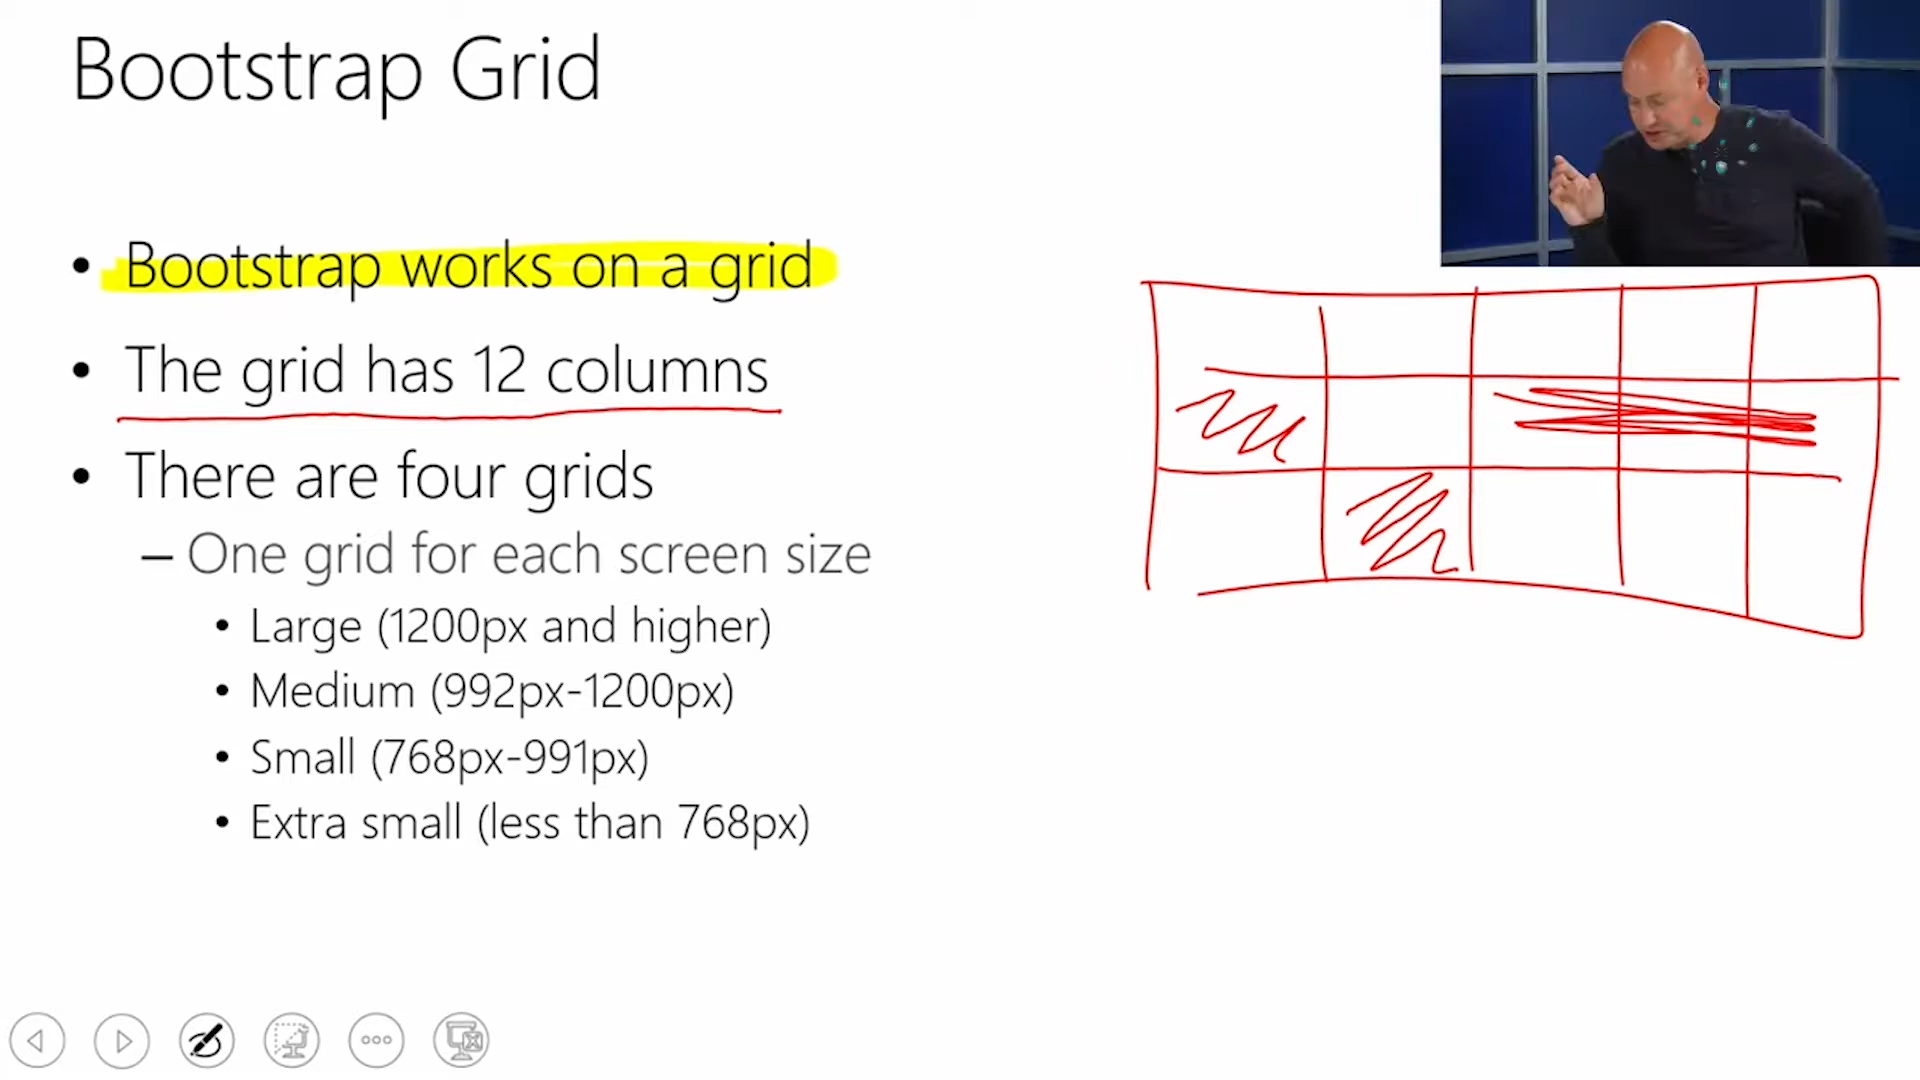 Bootstrap Grid
• Bootstrap works on a grid
• The grid has 12 columns
• There are four grids
– One grid for each screen size
• Large (1200px and higher)
• Medium (992px-1200px)
• Small (768px-991px)
• Extra small (less than 768px)